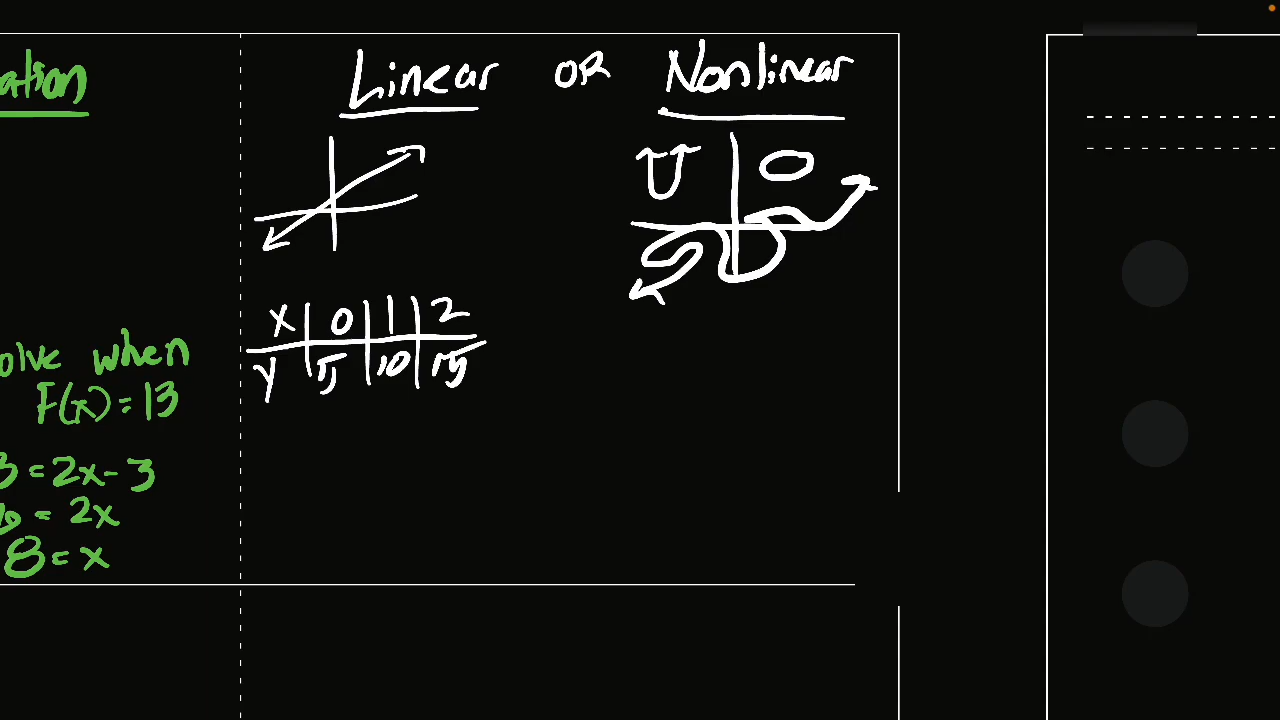 ation
Linear OR Nonlinear
x | 0 | 1 | 2
y | 5 | 10 | 15
olve when
F(x) = 13
3 = 2x - 3
= 2x
8 = x